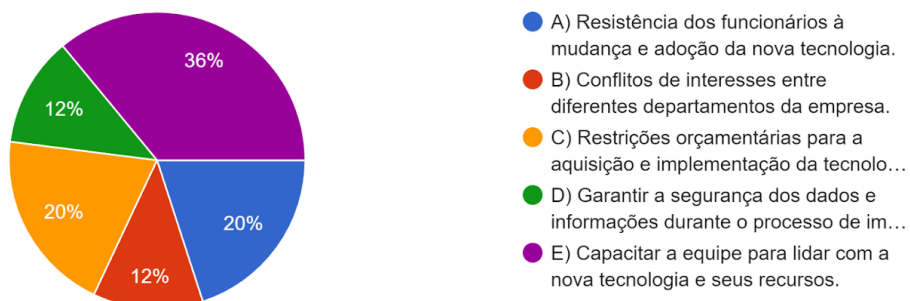 36%
12%
20%
20%
12%
A) Resistência dos funcionários à
mudança e adoção da nova tecnologia.
B) Conflitos de interesses entre
diferentes departamentos da empresa.
C) Restrições orçamentárias para a
aquisição e implementação da tecnolo…
D) Garantir a segurança dos dados e
informações durante o processo de im…
E) Capacitar a equipe para lidar com a
nova tecnologia e seus recursos.